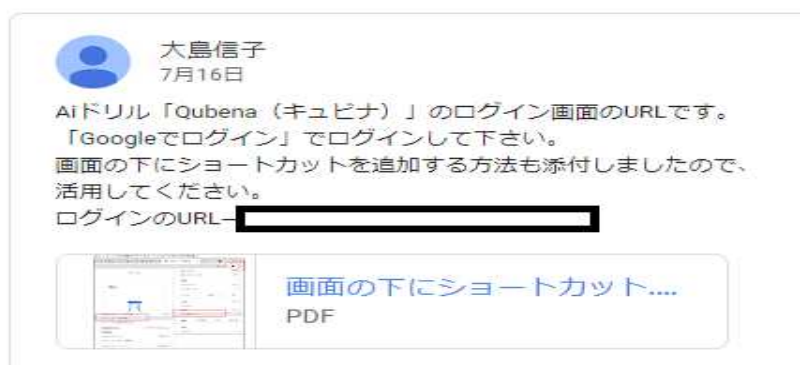 大島信子
7月16日
Aiドリル「Qubena（キュビナ）」のログイン画面のURLです。
「Googleでログイン」でログインして下さい。
画面の下にショートカットを追加する方法も添付しましたので、
活用してください。
ログインのURL→
画面の下にショートカット....
PDF